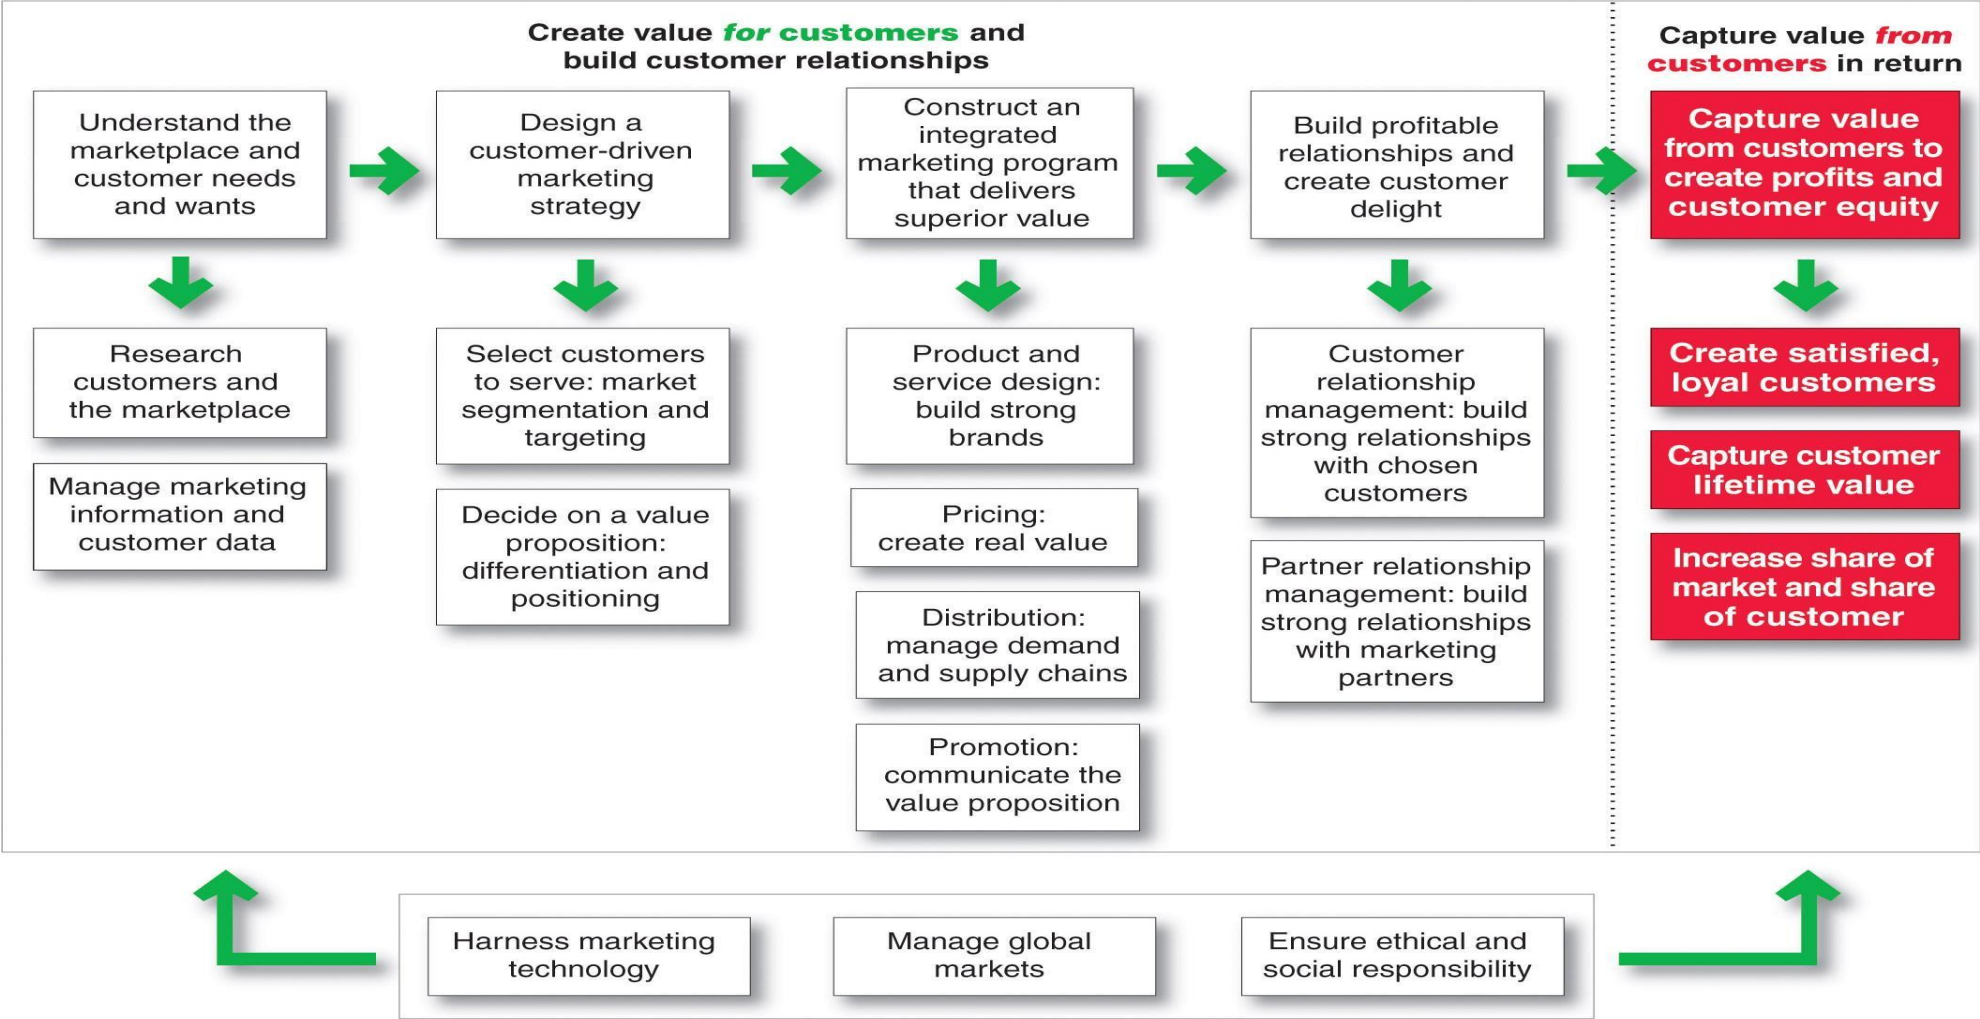 Create value for customers and
build customer relationships
Capture value from
customers in return
Understand the
marketplace and
customer needs
and wants
Design a
customer-driven
marketing
strategy
Construct an
integrated
marketing program
that delivers
superior value
Build profitable
relationships and
create customer
delight
Capture value
from customers to
create profits and
customer equity
Research
customers and
the marketplace
Manage marketing
information and
customer data
Select customers
to serve: market
segmentation and
targeting
Decide on a value
proposition:
differentiation and
positioning
Product and
service design:
build strong
brands
Pricing:
create real value
Distribution:
manage demand
and supply chains
Promotion:
communicate the
value proposition
Customer
relationship
management: build
strong relationships
with chosen
customers
Partner relationship
management: build
strong relationships
with marketing
partners
Create satisfied,
loyal customers
Capture customer
lifetime value
Increase share of
market and share
of customer
Harness marketing
technology
Manage global
markets
Ensure ethical and
social responsibility